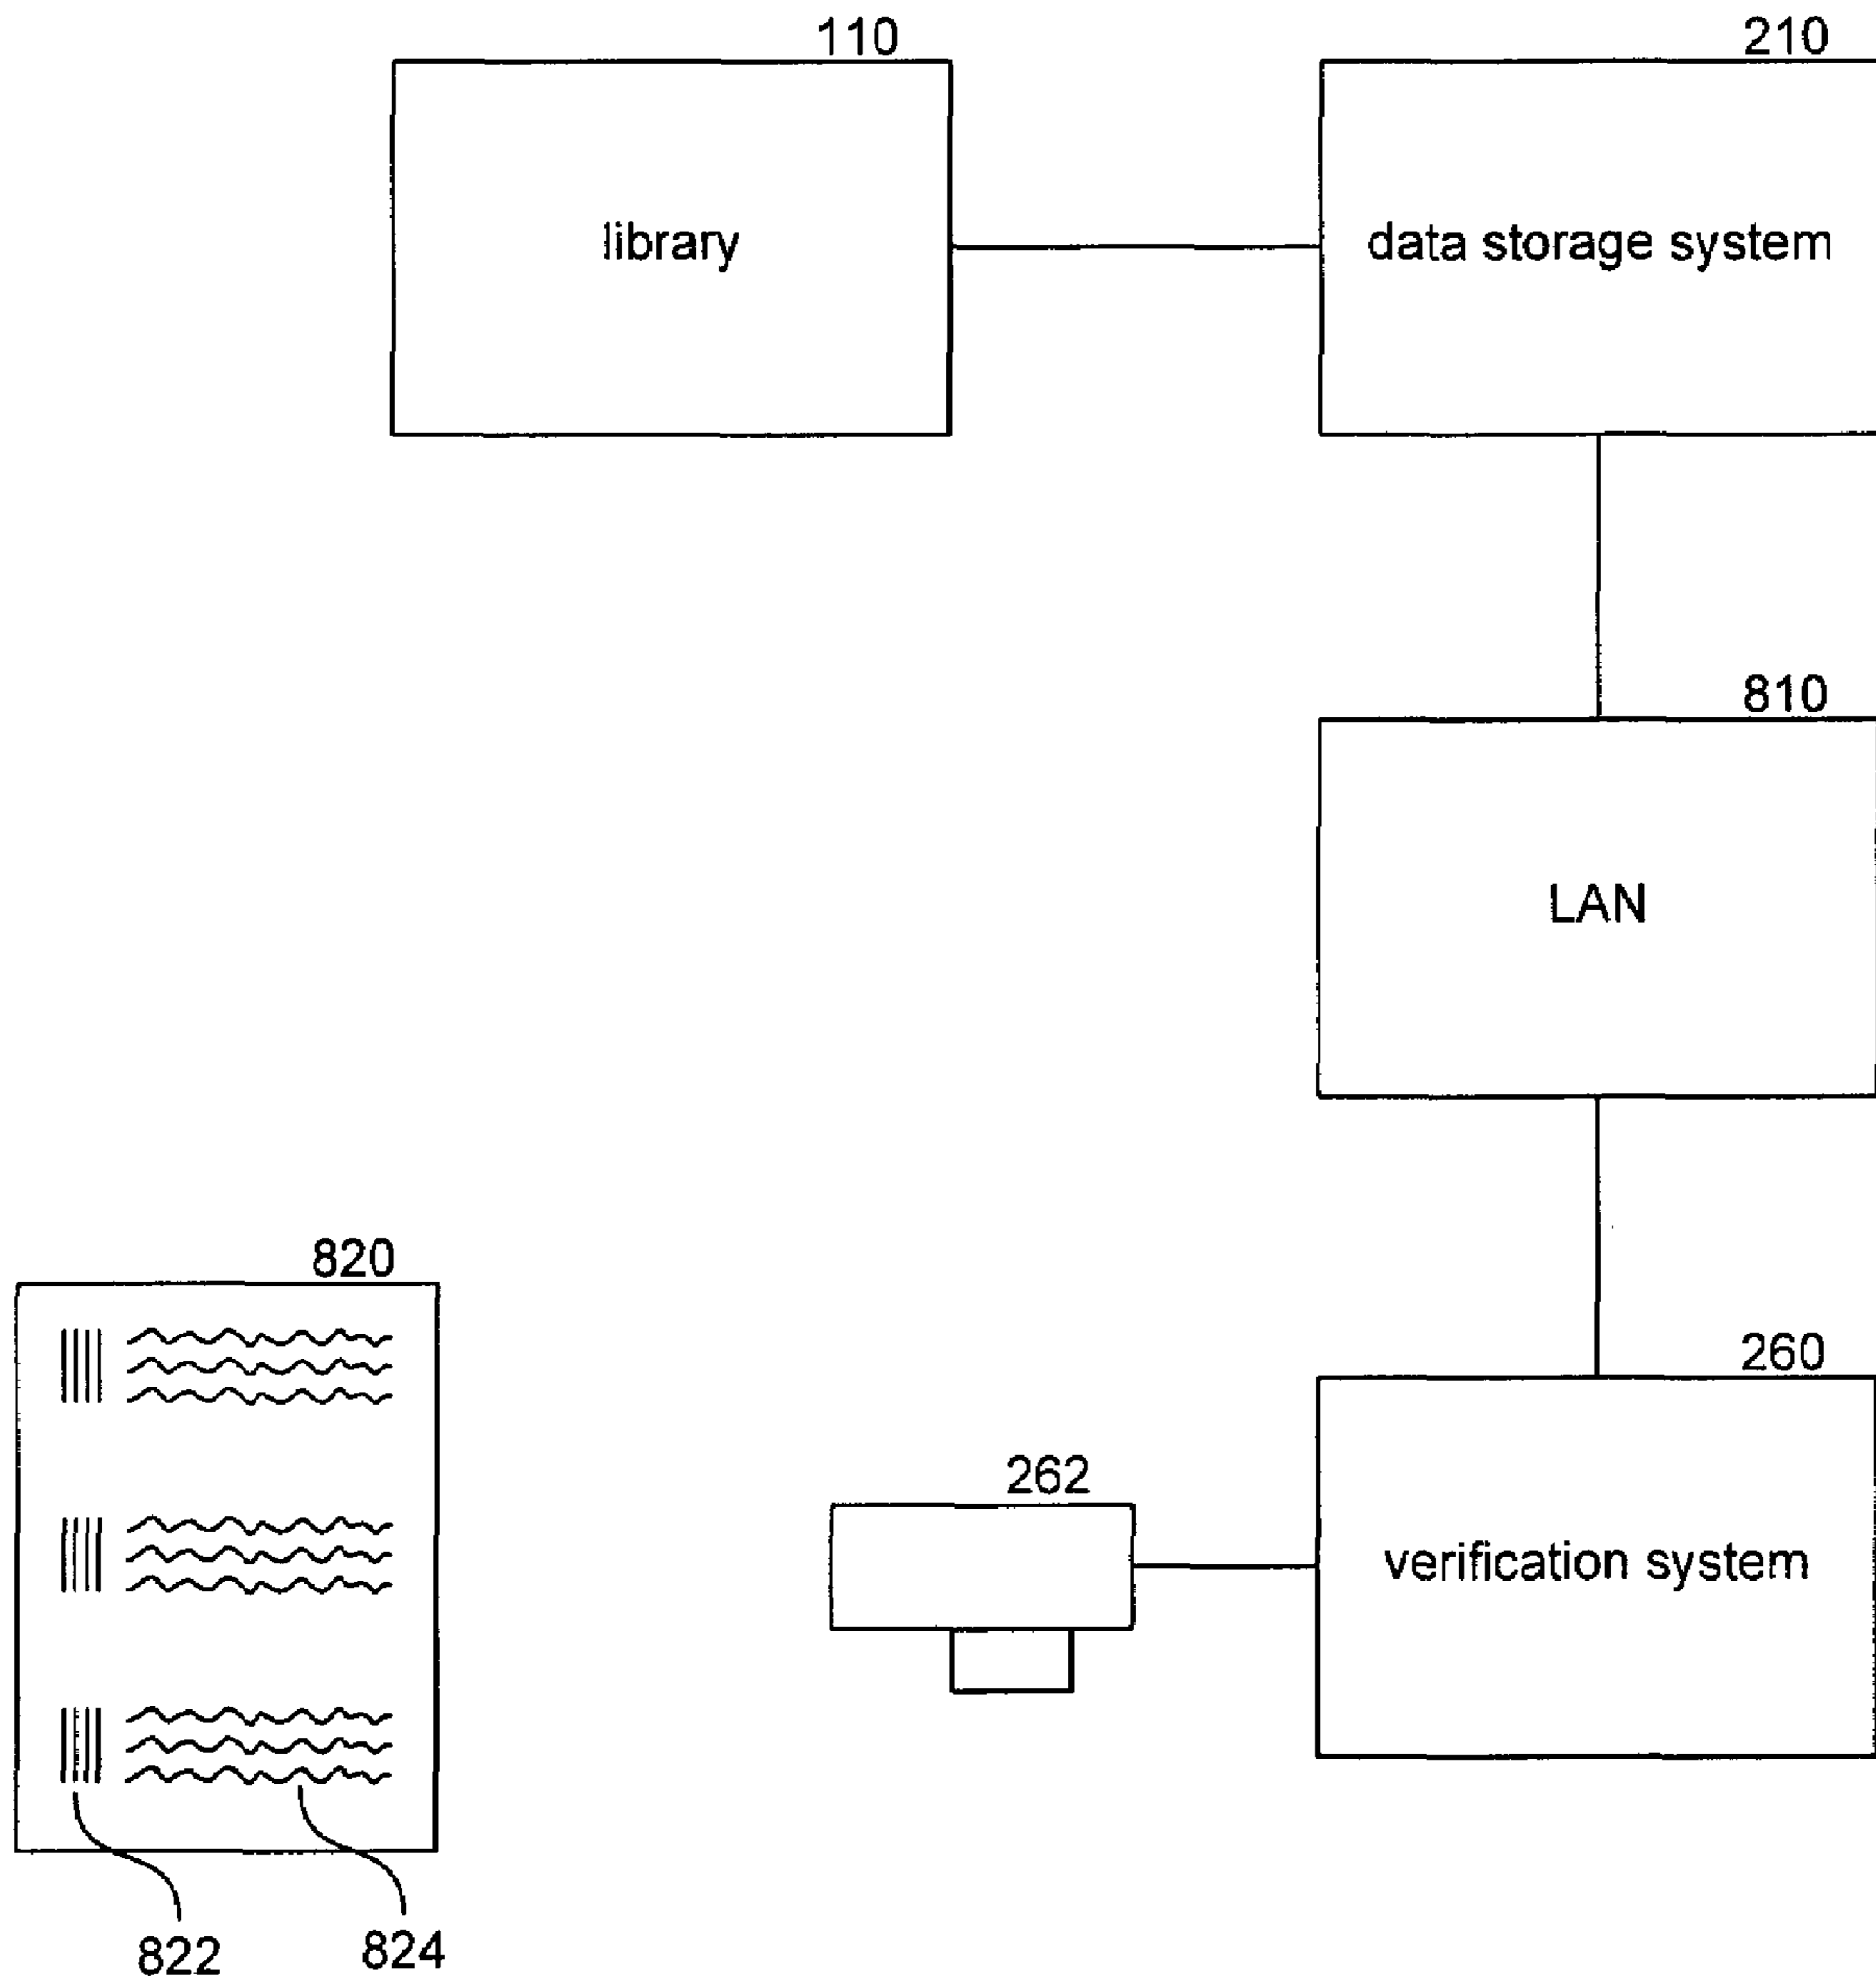 110
210
library
data storage system
810
LAN
820
260
262
verification system
822
824